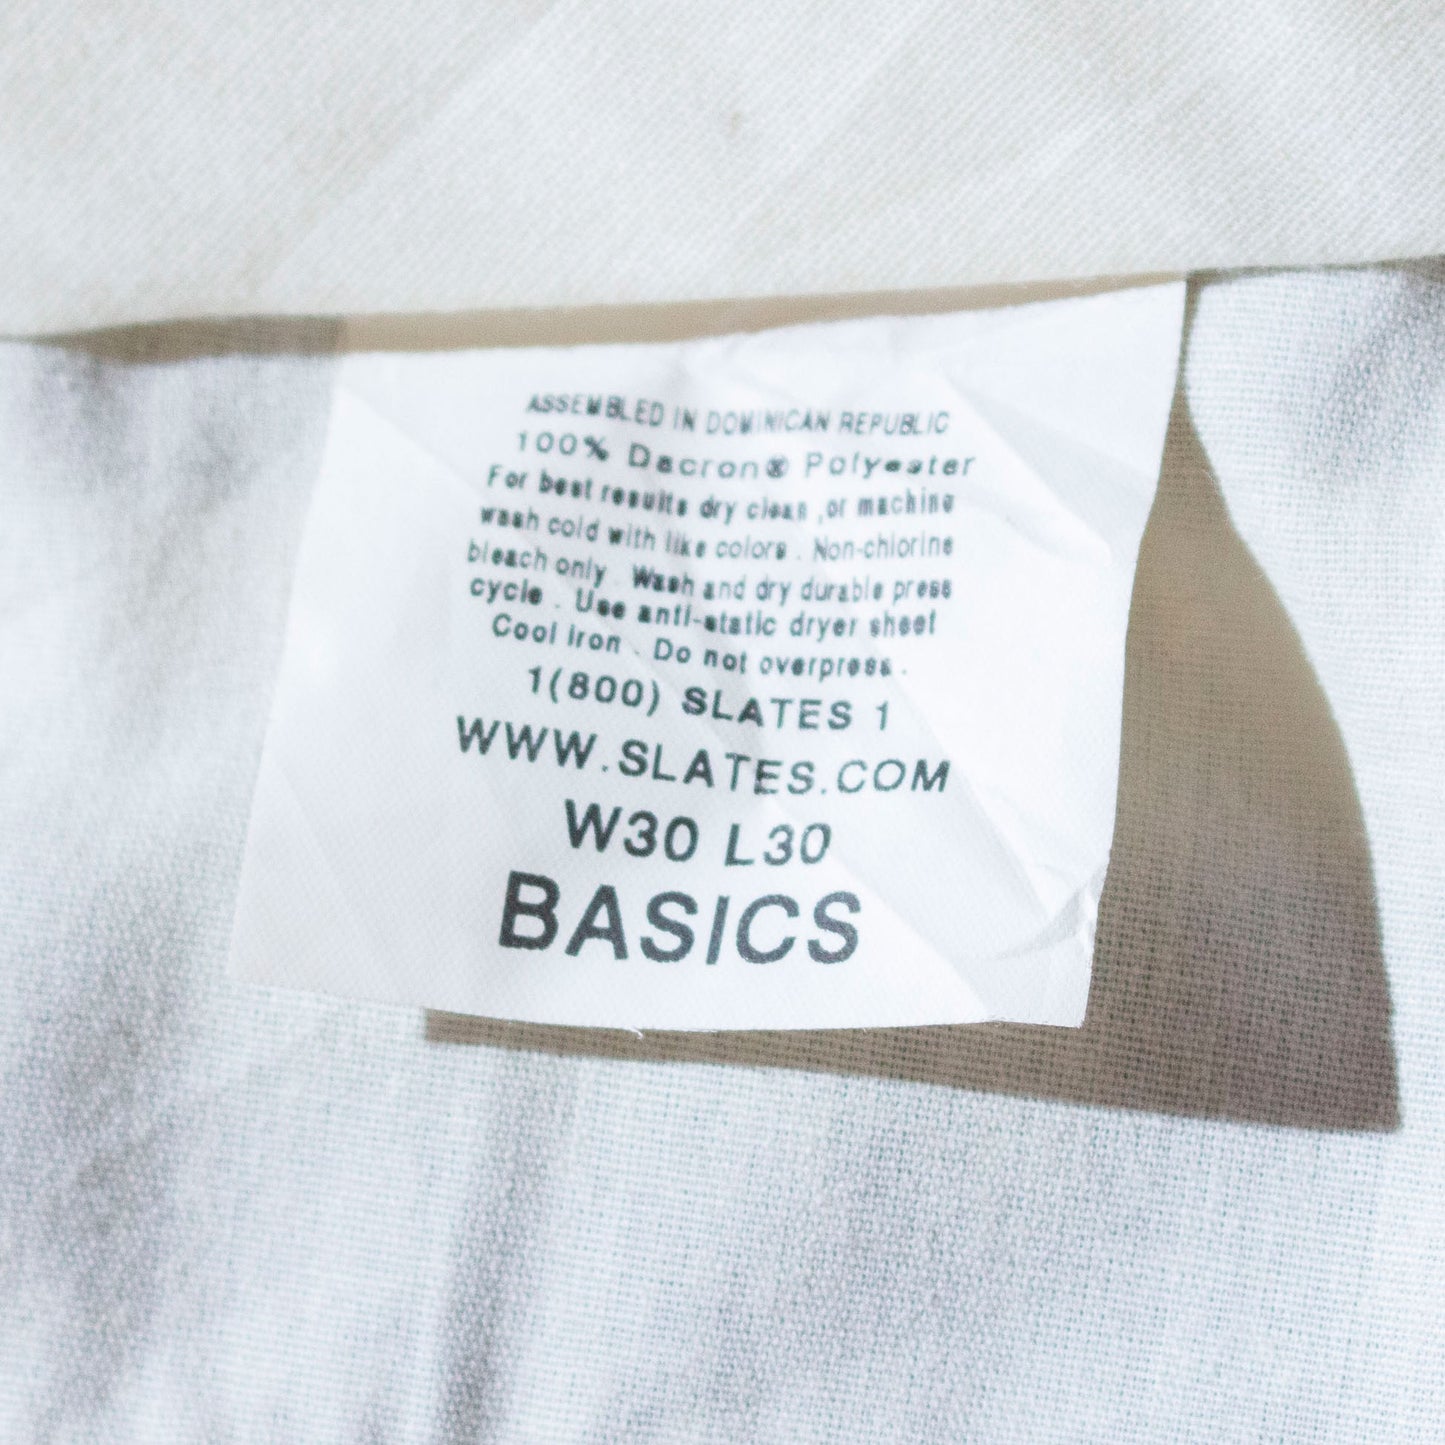 ASSEMBLED IN DOMINICAN REPUBLIC
100% Dacron® Polyester
For best results dry clean ,or machine
wash cold with like colors . Non-chlorine
bleach only . Wash and dry durable press
cycle . Use anti-static dryer sheet
Cool iron . Do not overpress .
1(800) SLATES 1
WWW.SLATES.COM
W30 L30
BASICS